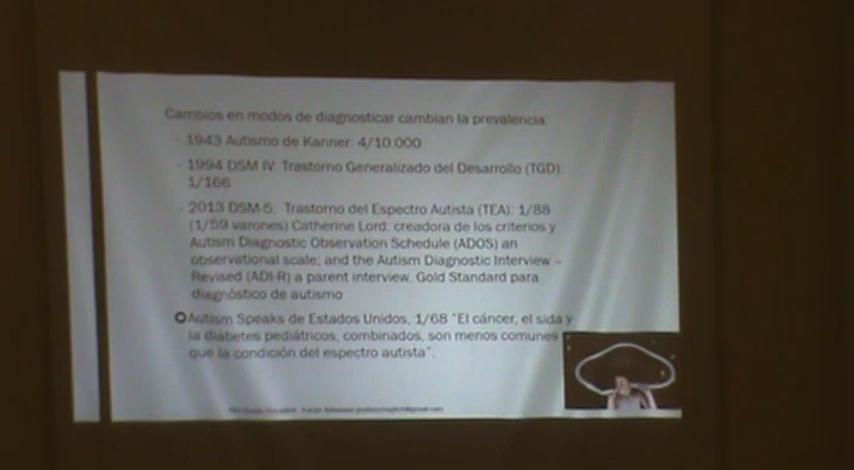 Cambios en modos de diagnosticar cambian la prevalencia:
- 1943 Autismo de Kanner: 4/10.000
- 1994 DSM IV: Trastorno Generalizado del Desarrollo (TGD):
1/166
- 2013 DSM-5: Trastorno del Espectro Autista (TEA): 1/88
(1/59 varones) Catherine Lord: creadora de los criterios y
Autism Diagnostic Observation Schedule (ADOS) an
observational scale; and the Autism Diagnostic Interview –
Revised (ADI-R) a parent interview. Gold Standard para
diagnóstico de autismo
Autism Speaks de Estados Unidos, 1/68 "El cáncer, el sida y
la diabetes pediátricos, combinados, son menos comunes
que la condición del espectro autista".